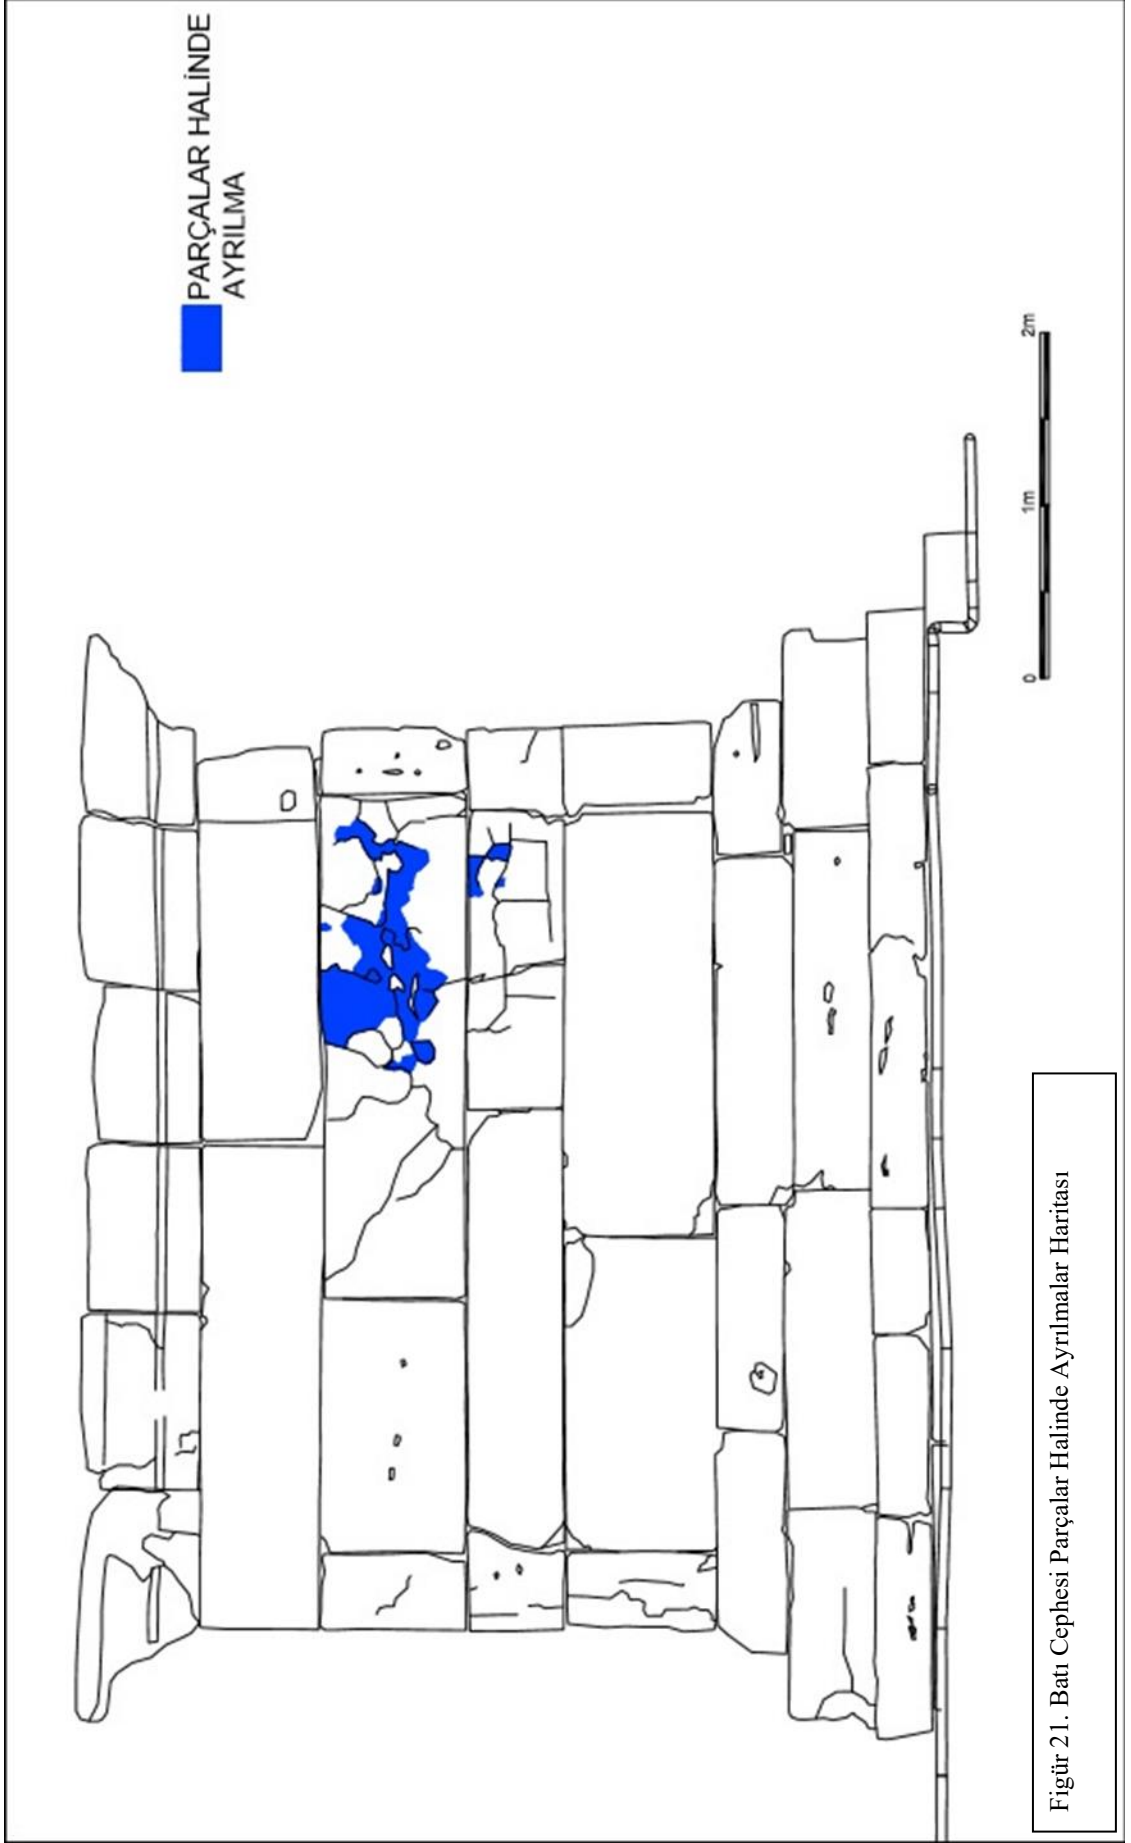 PARÇALAR HALİNDE
AYRILMA
0
1m
2m
Figür 21. Batı Cephesi Parçalar Halinde Ayrılmalar Haritası